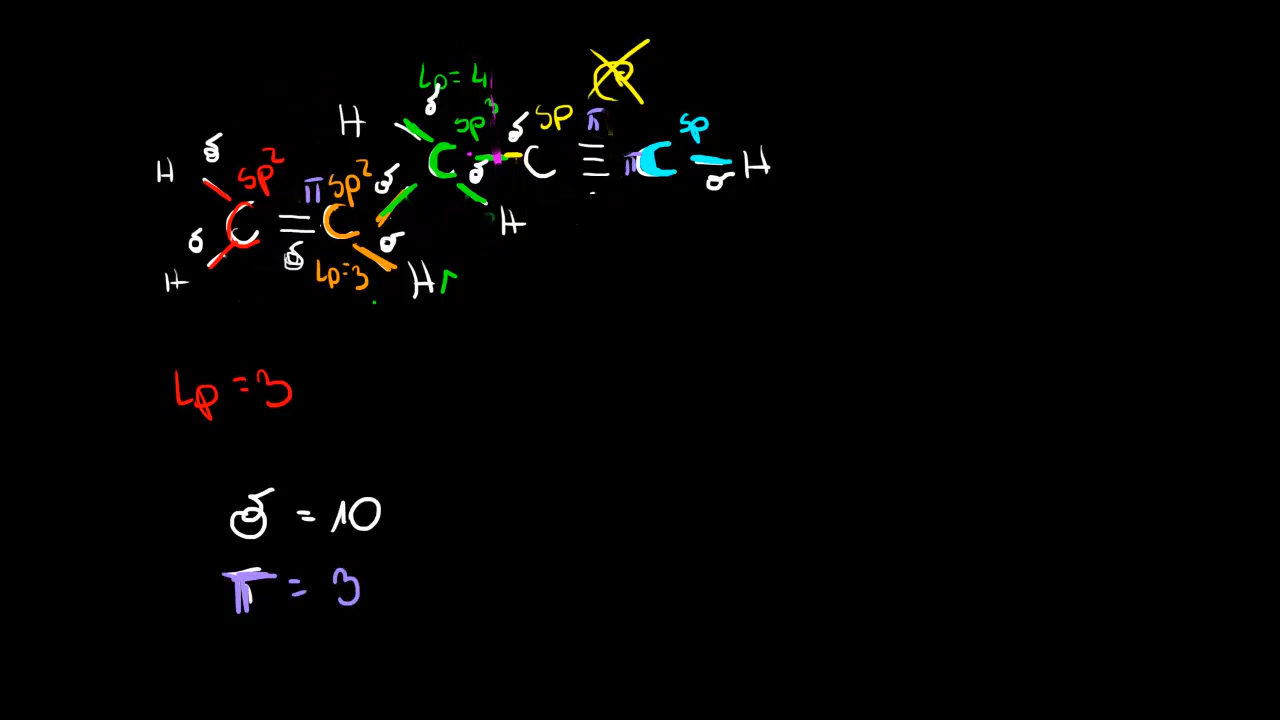 Lp = 4
H δ sp³ δ sp π sp
H δ sp² π sp² δ C δ C ≡ π C σ H
δ C = C δ H
H δ Lp = 3 H r
Lp = 3
δ = 10
π = 3